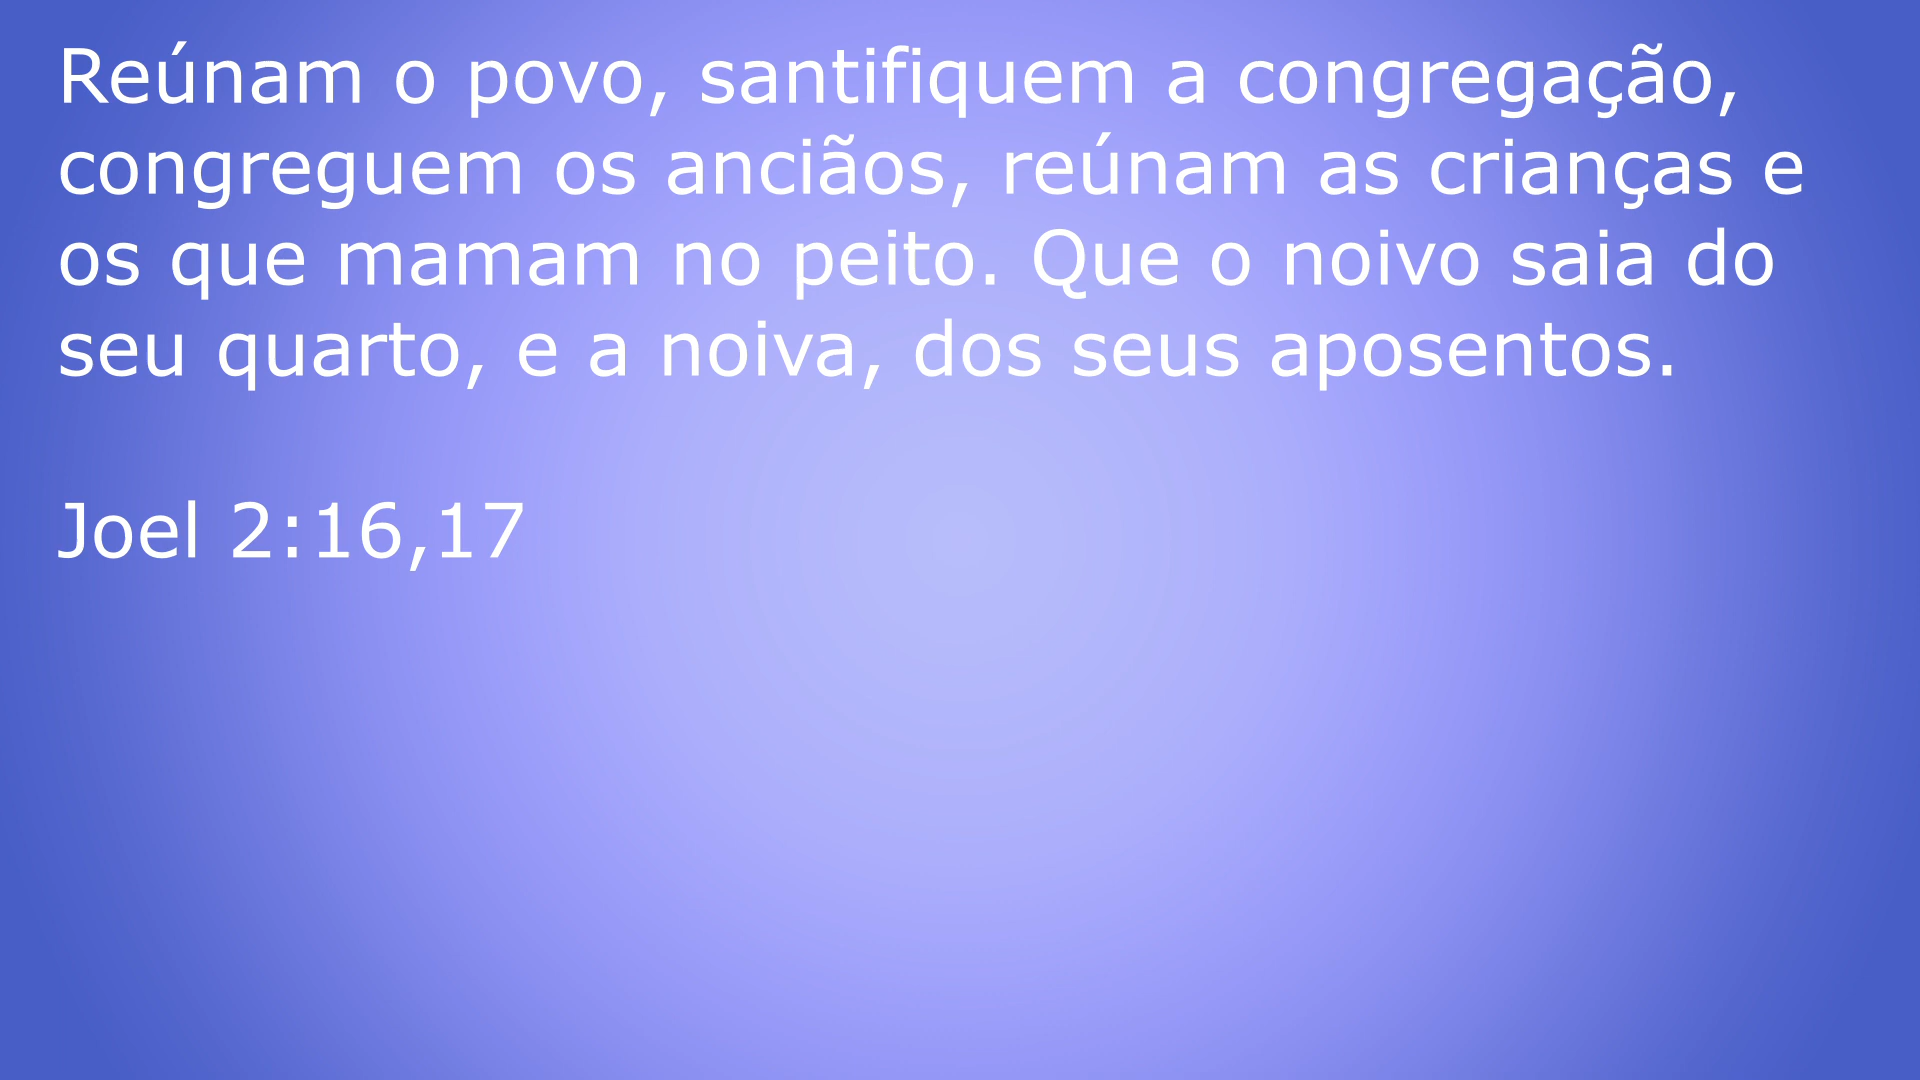 Reúnam o povo, santifiquem a congregação,
congreguem os anciãos, reúnam as crianças e
os que mamam no peito. Que o noivo saia do
seu quarto, e a noiva, dos seus aposentos.
Joel 2:16,17